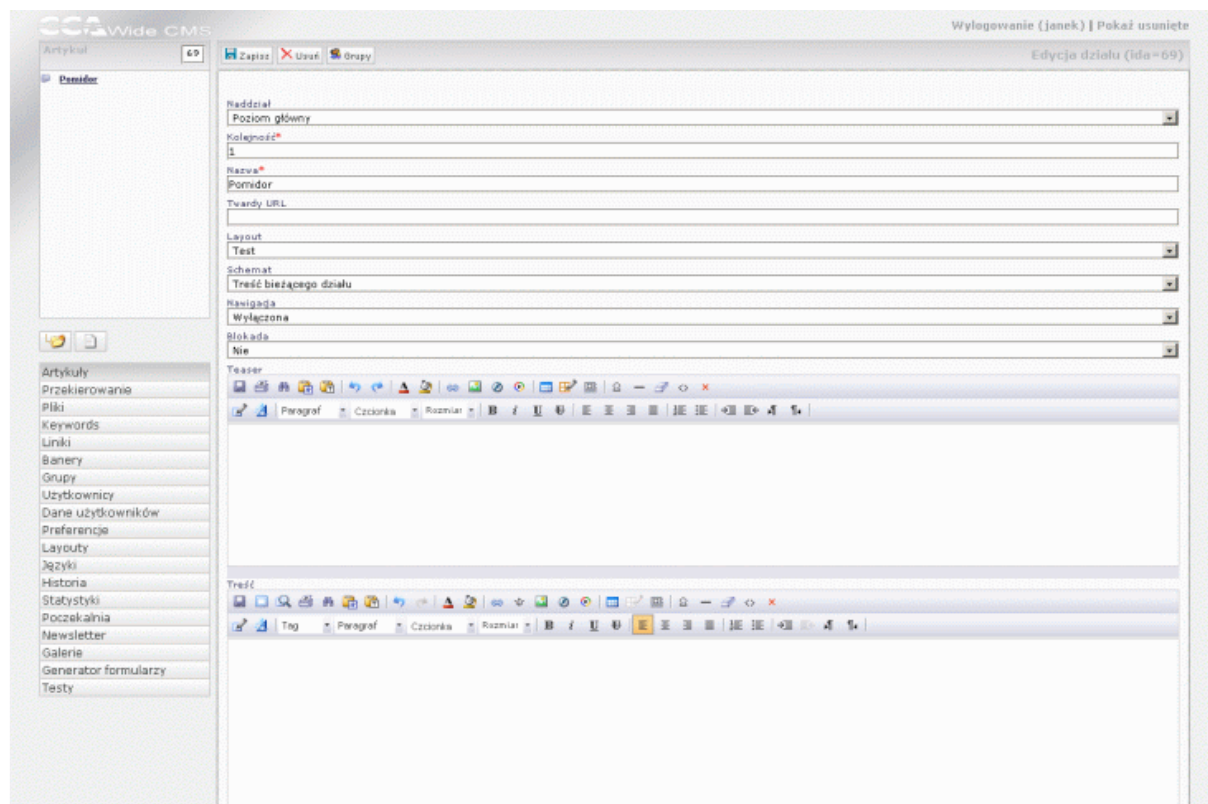 CCA Wide CMS
Wylogowanie (janek) | Pokaż usunięte
Artykuł 69
Zapisz Usuń Grupy
Edycja działu (ida=69)
Pomidor
Naddział
Poziom główny
Kolejność*
1
Nazwa*
Pomidor
Twardy URL
Layout
Test
Schemat
Treść bieżącego działu
Nawigacja
Wyłączona
Blokada
Nie
Teaser
Paragraf Czcionka Rozmiar
Treść
Tag Paragraf Czcionka Rozmiar
Artykuły
Przekierowanie
Pliki
Keywords
Liniki
Banery
Grupy
Użytkownicy
Dane użytkowników
Preferencje
Layouty
Języki
Historia
Statystyki
Poczekalnia
Newsletter
Galerie
Generator formularzy
Testy